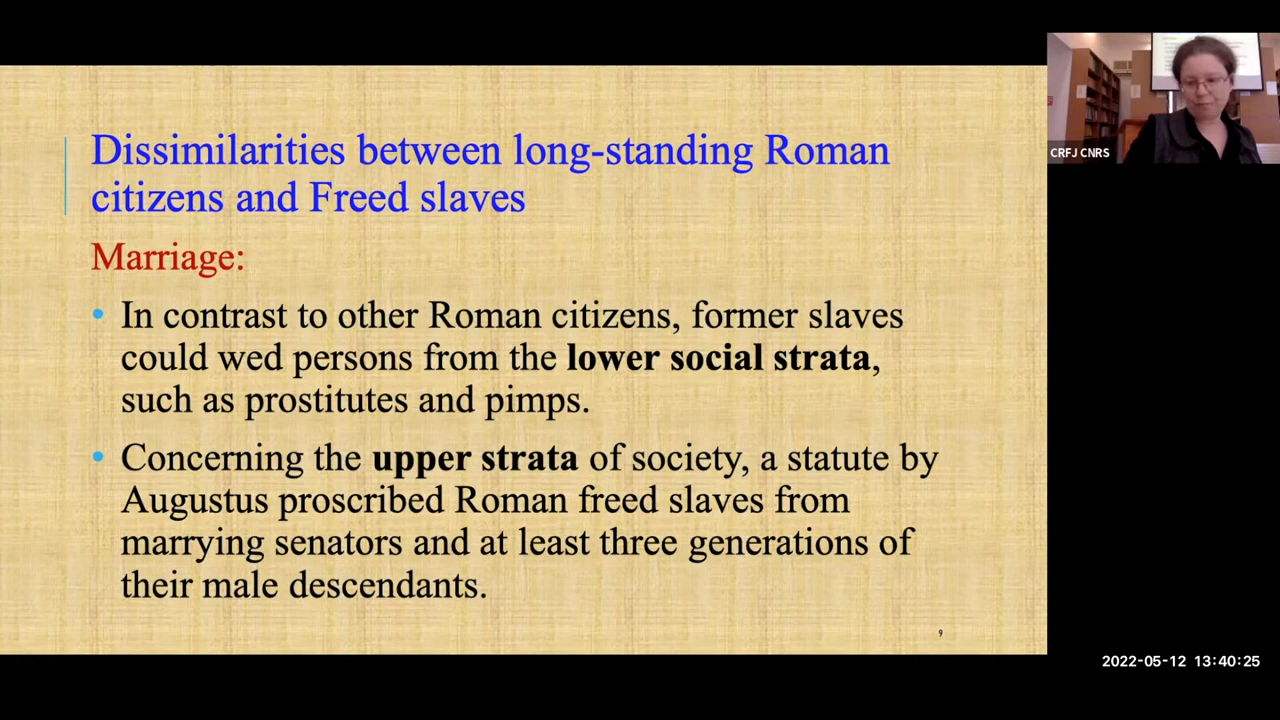 Dissimilarities between long-standing Roman
citizens and Freed slaves
Marriage:
• In contrast to other Roman citizens, former slaves
could wed persons from the lower social strata,
such as prostitutes and pimps.
• Concerning the upper strata of society, a statute by
Augustus proscribed Roman freed slaves from
marrying senators and at least three generations of
their male descendants.
9
CRFJ CNRS
2022-05-12 13:40:25